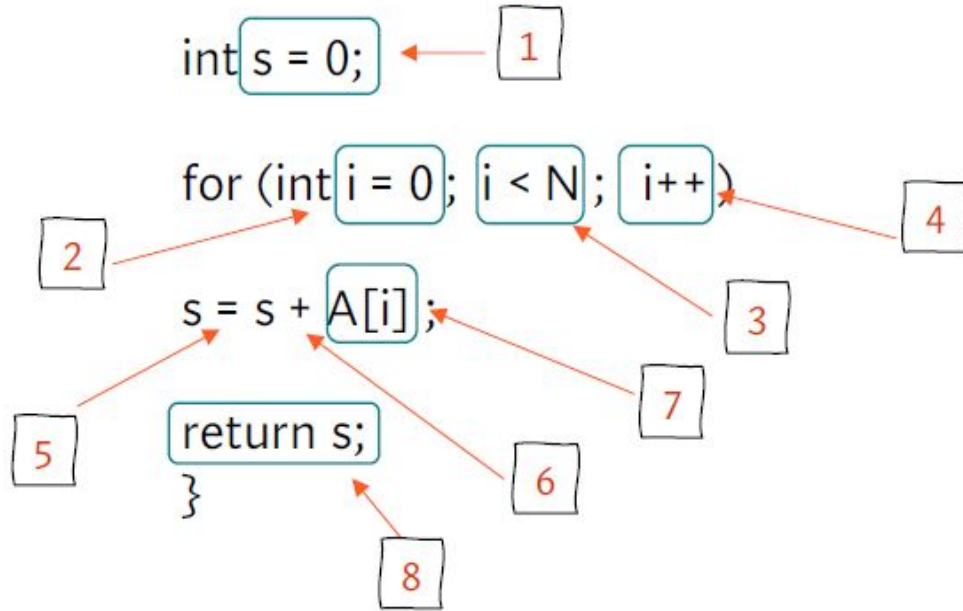 int s = 0; 1
for (int i = 0; i < N; i++)
4
2
3
s = s + A[i] ;
7
5
return s;
6
}
8